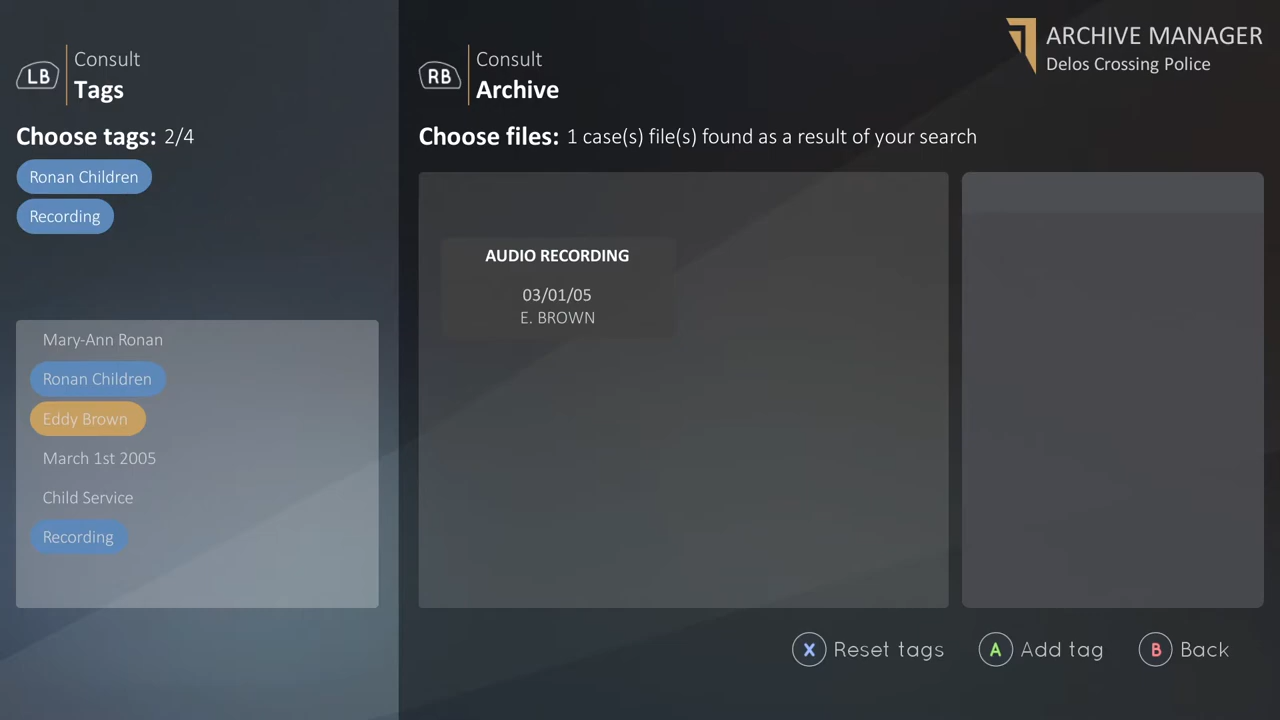 LB
Consult
Tags
Choose tags: 2/4
Ronan Children
Recording
Mary-Ann Ronan
Ronan Children
Eddy Brown
March 1st 2005
Child Service
Recording
RB
Consult
Archive
ARCHIVE MANAGER
Delos Crossing Police
Choose files: 1 case(s) file(s) found as a result of your search
AUDIO RECORDING
03/01/05
E. BROWN
X Reset tags
A Add tag
B Back